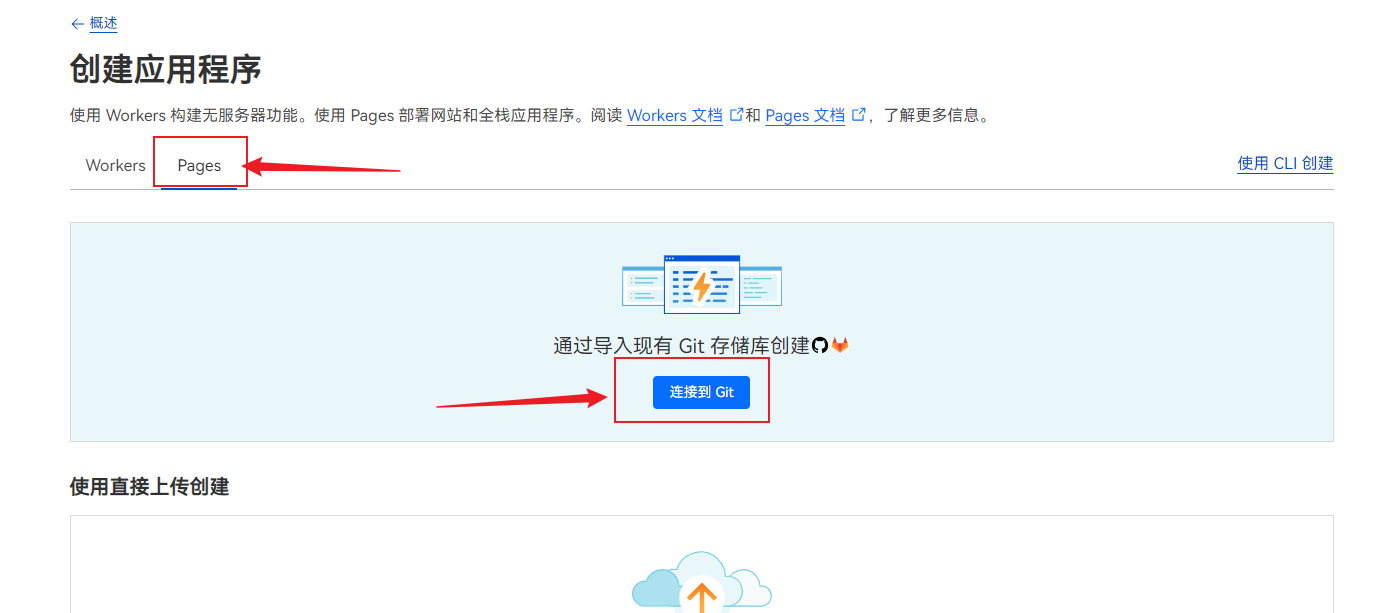 概述
创建应用程序
使用 Workers 构建无服务器功能。使用 Pages 部署网站和全栈应用程序。阅读 Workers 文档 和 Pages 文档，了解更多信息。
Workers Pages 使用 CLI 创建
通过导入现有 Git 存储库创建
连接到 Git
使用直接上传创建